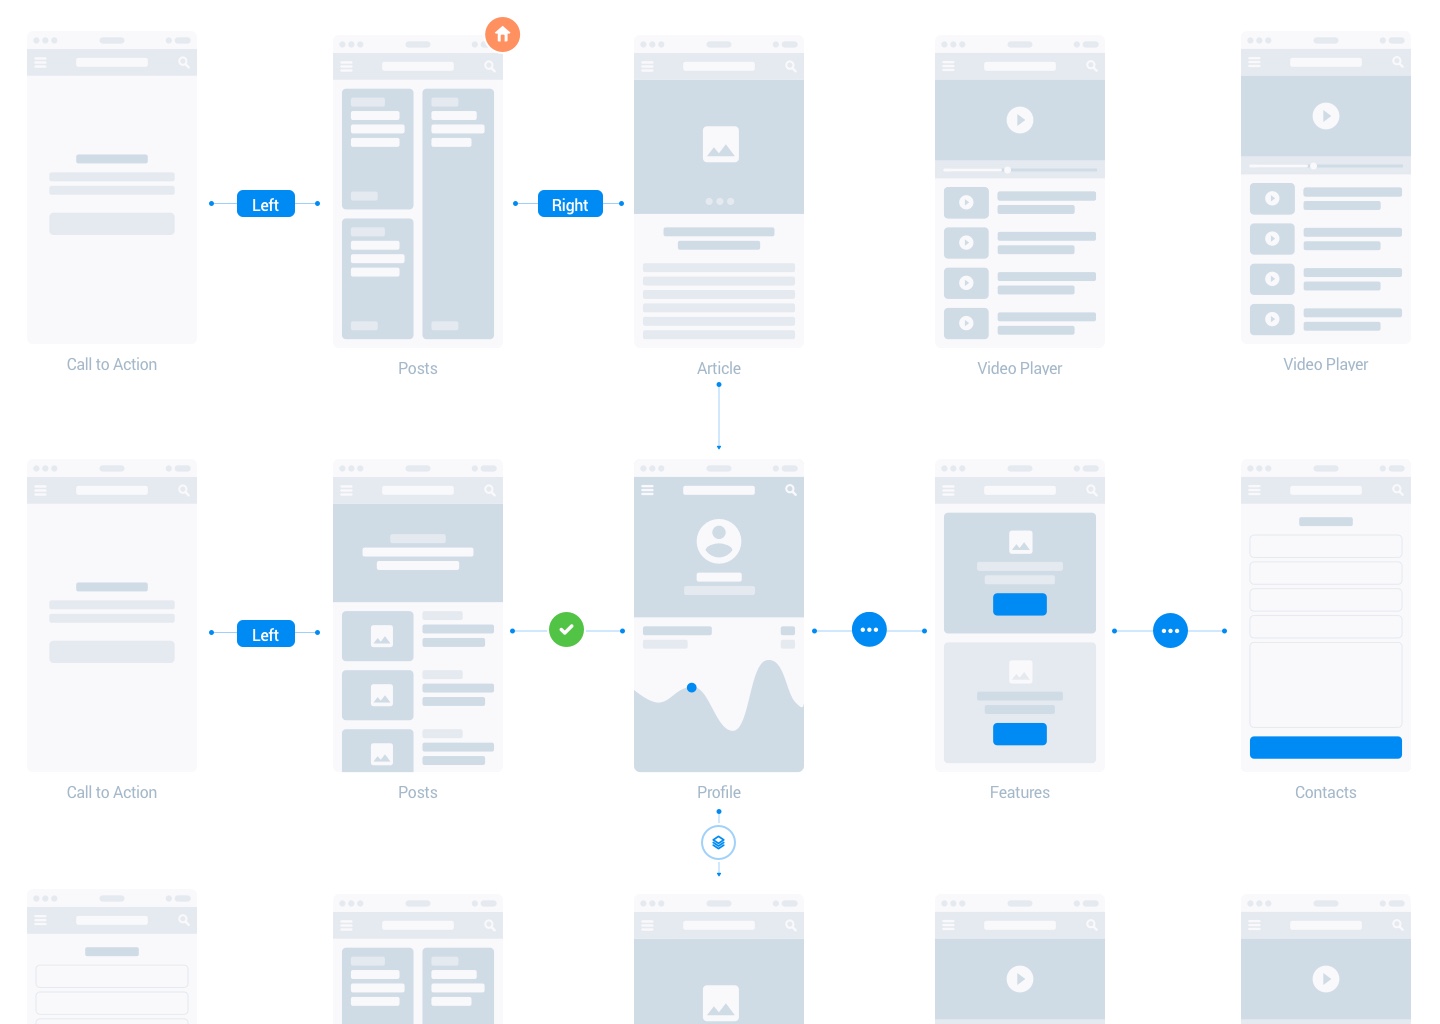 Left
Right
Call to Action
Posts
Article
Video Player
Video Player
Left
Call to Action
Posts
Profile
Features
Contacts